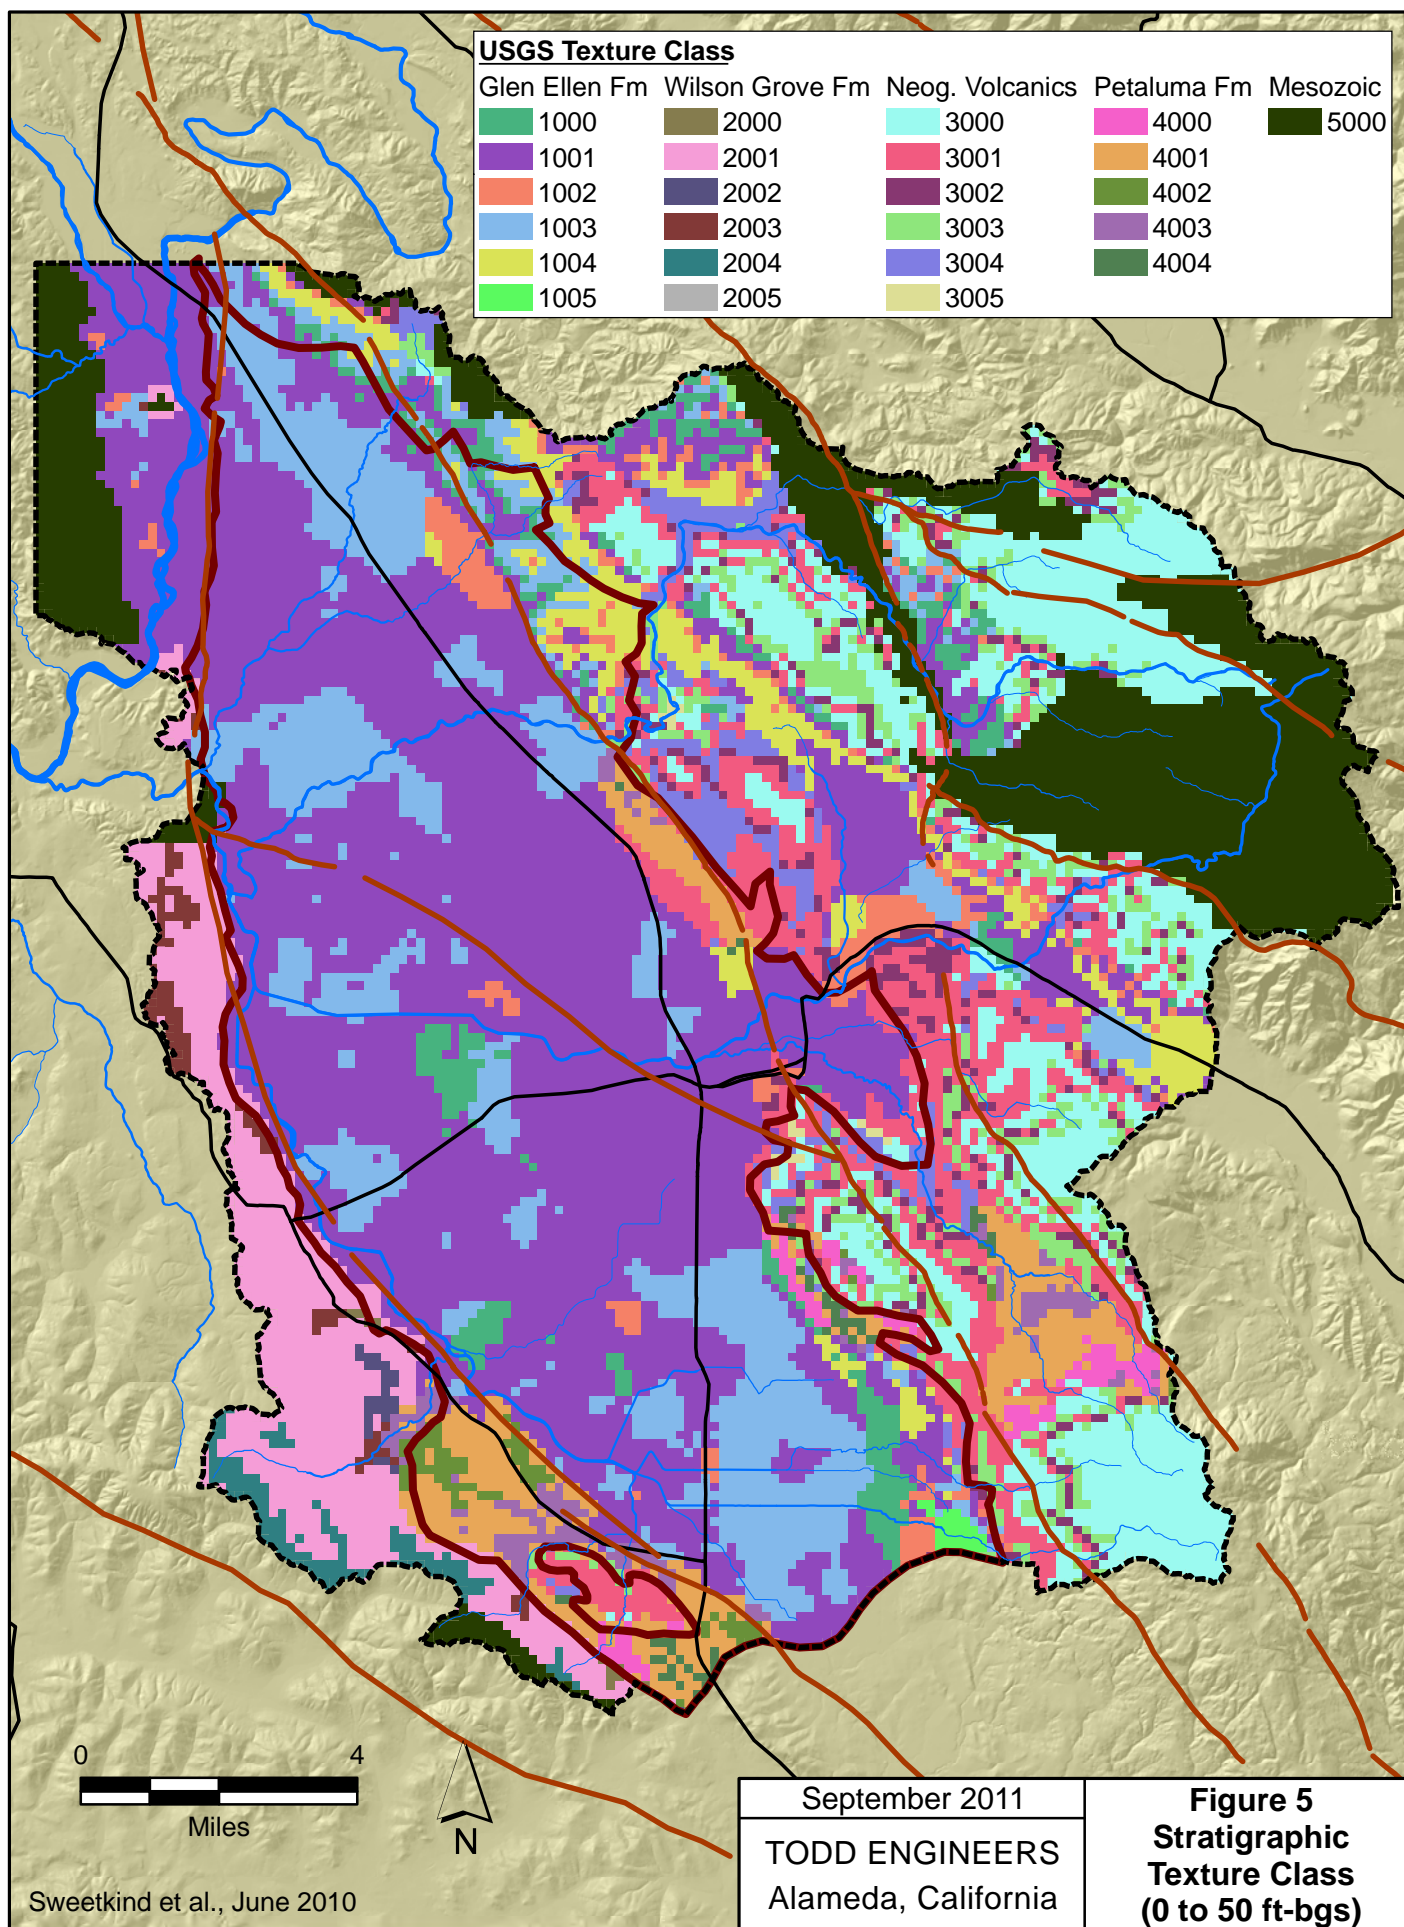 USGS Texture Class
Glen Ellen Fm Wilson Grove Fm Neog. Volcanics Petaluma Fm Mesozoic
1000 2000 3000 4000 5000
1001 2001 3001 4001
1002 2002 3002 4002
1003 2003 3003 4003
1004 2004 3004 4004
1005 2005 3005
0 4
Miles
N
Sweetkind et al., June 2010
September 2011
TODD ENGINEERS
Alameda, California
Figure 5
Stratigraphic
Texture Class
(0 to 50 ft-bgs)